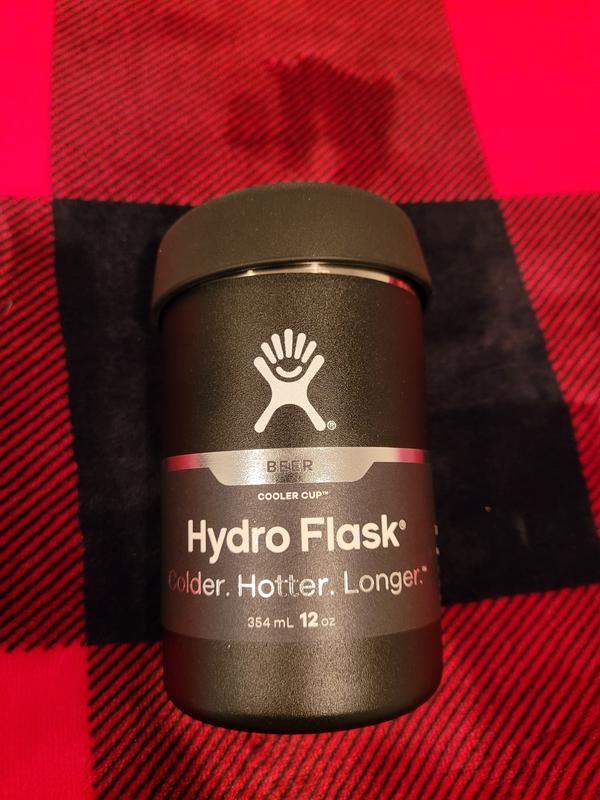 ®
BEER
COOLER CUP™
Hydro Flask®
Colder. Hotter. Longer.™
354 mL 12 oz